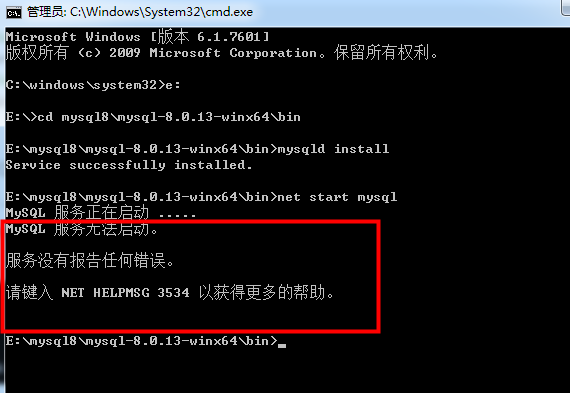 管理员: C:\Windows\System32\cmd.exe
Microsoft Windows [版本 6.1.7601]
版权所有 (c) 2009 Microsoft Corporation。保留所有权利。
C:\windows\system32>e:
E:\>cd mysql8\mysql-8.0.13-winx64\bin
E:\mysql8\mysql-8.0.13-winx64\bin>mysqld install
Service successfully installed.
E:\mysql8\mysql-8.0.13-winx64\bin>net start mysql
MySQL 服务正在启动 .....
MySQL 服务无法启动。
服务没有报告任何错误。
请键入 NET HELPMSG 3534 以获得更多的帮助。
E:\mysql8\mysql-8.0.13-winx64\bin>_